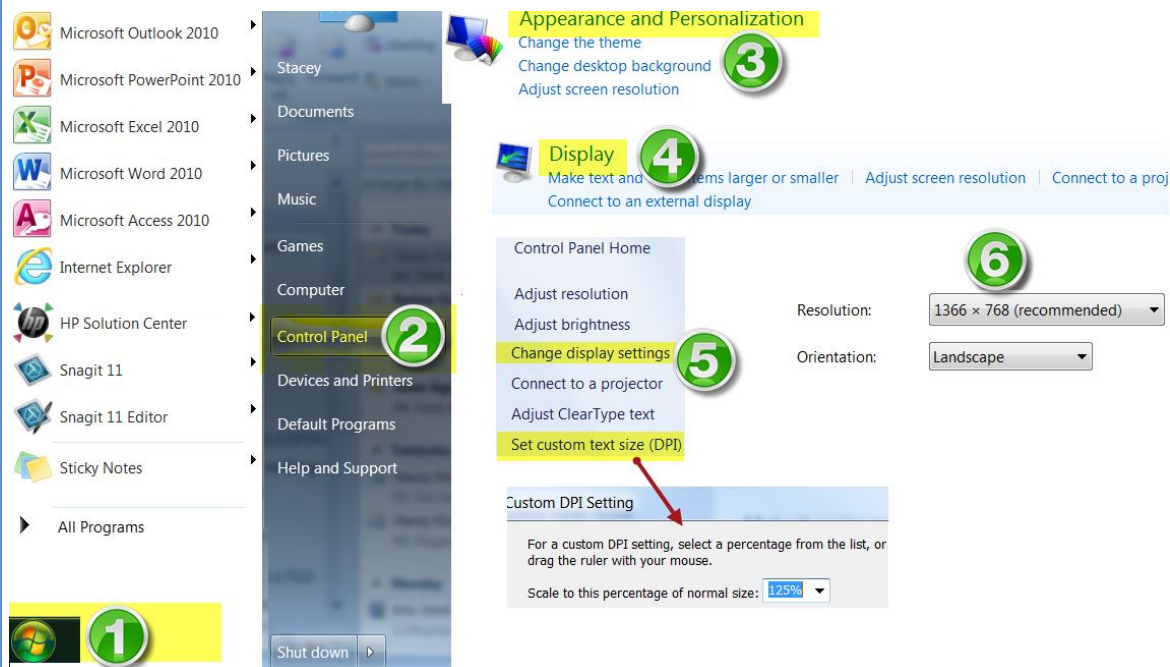 Microsoft Outlook 2010
Microsoft PowerPoint 2010
Microsoft Excel 2010
Microsoft Word 2010
Microsoft Access 2010
Internet Explorer
HP Solution Center
Snagit 11
Snagit 11 Editor
Sticky Notes
All Programs
1
Stacey
Documents
Pictures
Music
Games
Computer
Control Panel
2
Devices and Printers
Default Programs
Help and Support
Shut down
Appearance and Personalization
Change the theme
Change desktop background
Adjust screen resolution
3
Display
4
Make text and tems larger or smaller
Adjust screen resolution
Connect to a proj
Connect to an external display
Control Panel Home
Adjust resolution
Adjust brightness
Change display settings
5
Connect to a projector
Adjust ClearType text
Set custom text size (DPI)
6
Resolution: 1366 × 768 (recommended)
Orientation: Landscape
Custom DPI Setting
For a custom DPI setting, select a percentage from the list, or
drag the ruler with your mouse.
Scale to this percentage of normal size: 125%